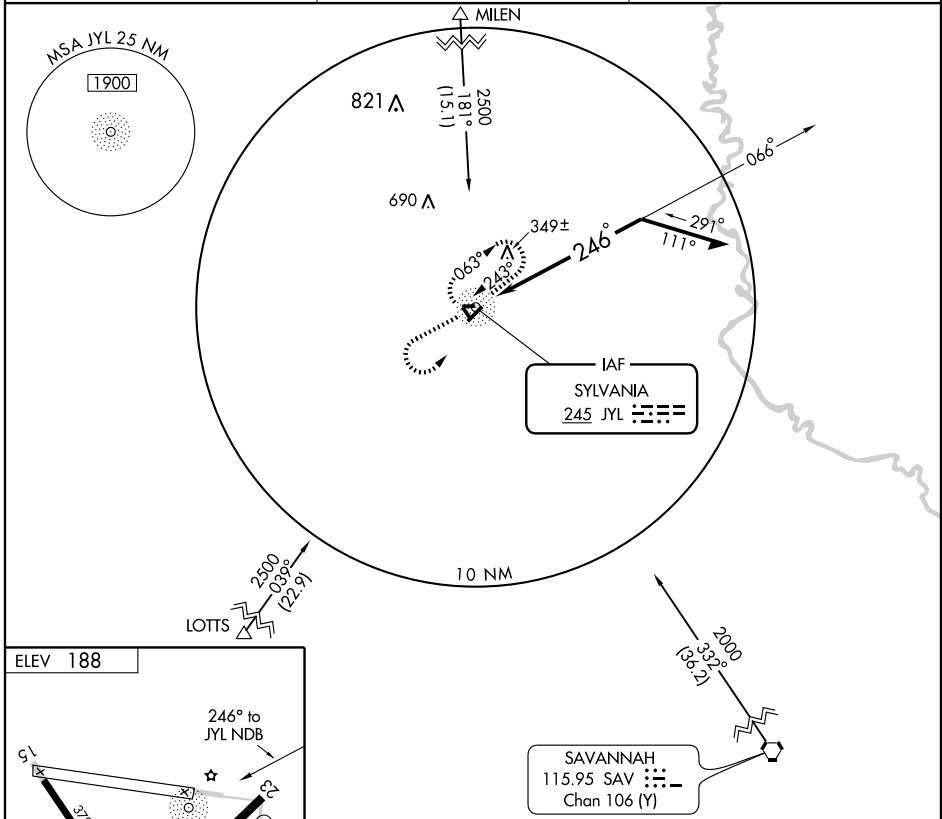 MSA JYL 25 NM
1900
MILEN
2500
181°
(15.1)
821
690
349±
063°
243°
246°
066°
291°
111°
IAF
SYLVANIA
245 JYL
10 NM
2500
039°
(22.9)
LOTTS
2000
332°
(36.2)
SAVANNAH
115.95 SAV
Chan 106 (Y)
ELEV 188
246° to
JYL NDB
15
23